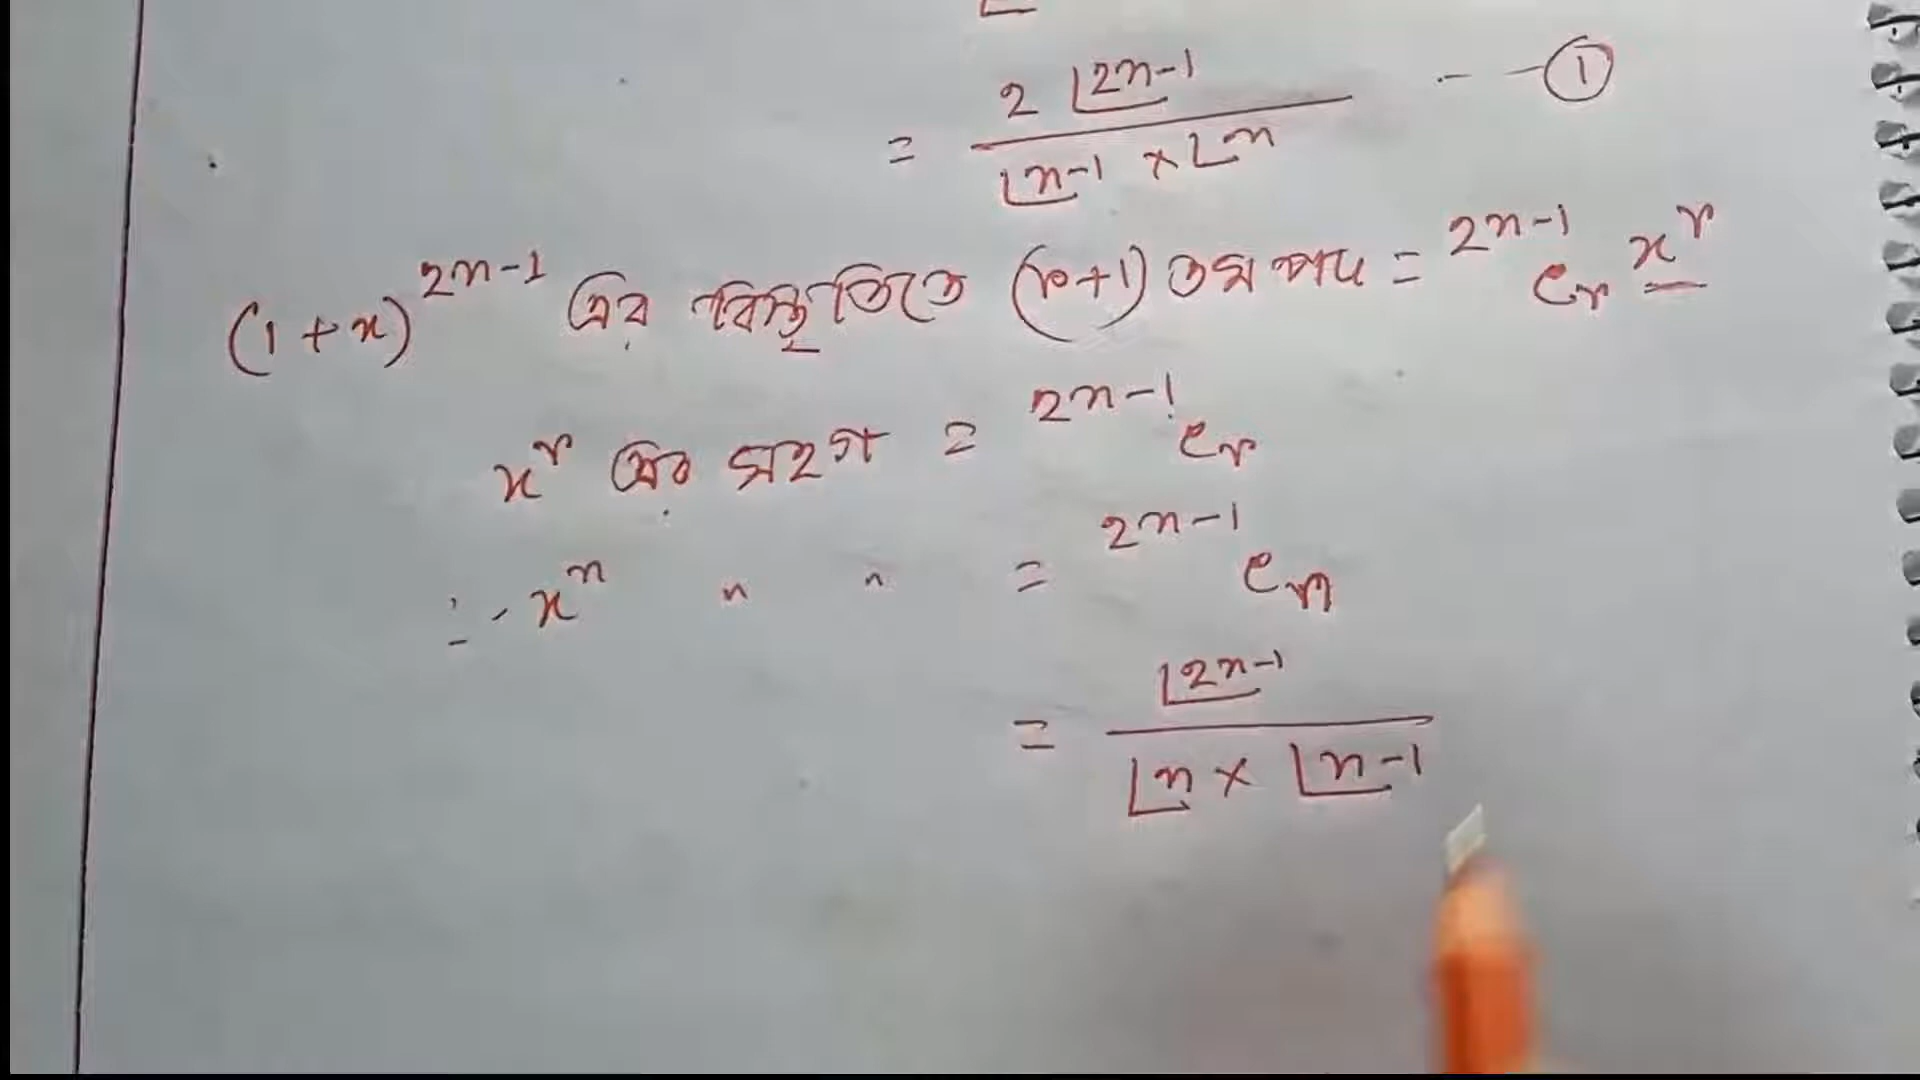 = 2 ⌊2n-1 / ⌊n-1 × ⌊n -- ①
(1+x)^{2n-1} এর বিস্তৃতিতে (r+1) তম পদ = ^{2n-1}C_r x^r
x^r এর সহগ = ^{2n-1}C_r
∴ x^n " " = ^{2n-1}C_n
= ⌊2n-1 / ⌊n × ⌊n-1